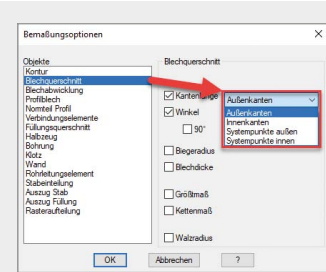 Bemaßungsoptionen
Objekte
Kontur
Blechquerschnitt
Blechabwicklung
Profilblech
Normteil Profil
Verbindungselemente
Füllungsquerschnitt
Halbzeug
Bohrung
Klotz
Wand
Rohrleitungselement
Stabeinteilung
Auszug Stab
Auszug Füllung
Rasteraufteilung
Blechquerschnitt
Kantenlänge
Außenkanten
Außenkanten
Innenkanten
Systempunkte außen
Systempunkte innen
Winkel
90°
Biegeradius
Blechdicke
Größtmaß
Kettenmaß
Walzradius
OK
Abbrechen
?